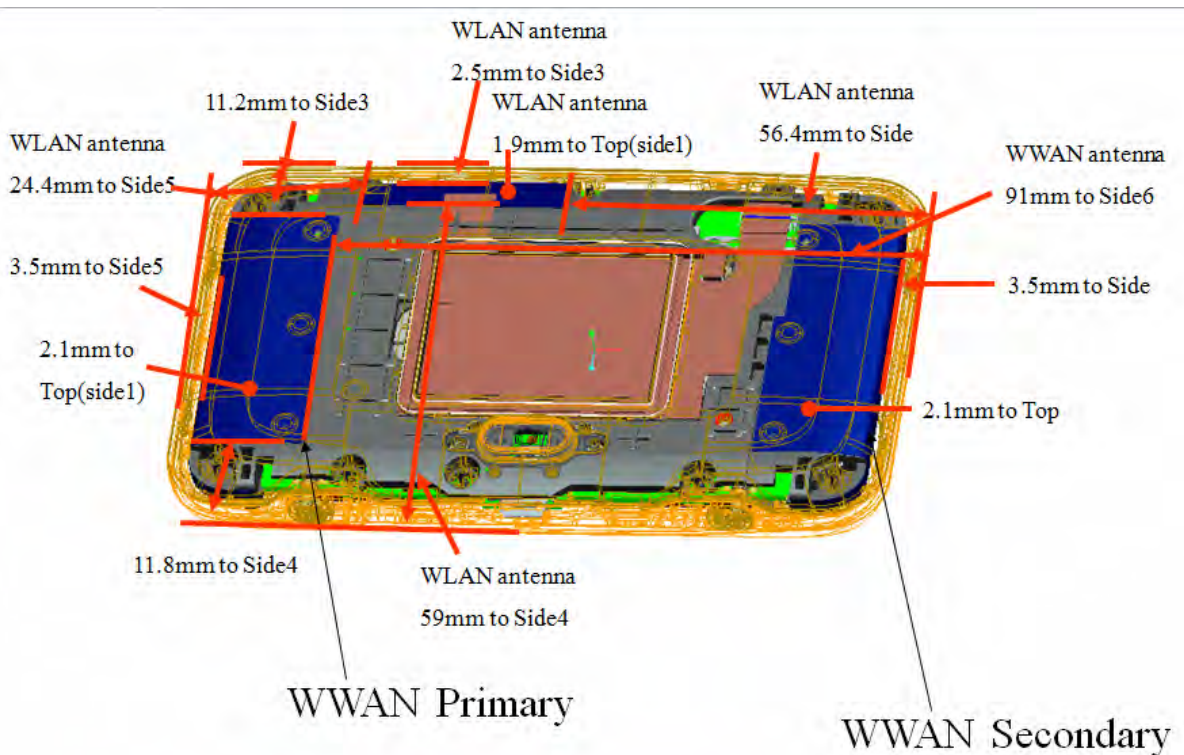 WLAN antenna
2.5mm to Side3
11.2mm to Side3
WLAN antenna
1.9mm to Top(side1)
WLAN antenna
56.4mm to Side
WLAN antenna
24.4mm to Side5
WWAN antenna
91mm to Side6
3.5mm to Side5
3.5mm to Side
2.1mm to
Top(side1)
2.1mm to Top
11.8mm to Side4
WLAN antenna
59mm to Side4
WWAN Primary
WWAN Secondary